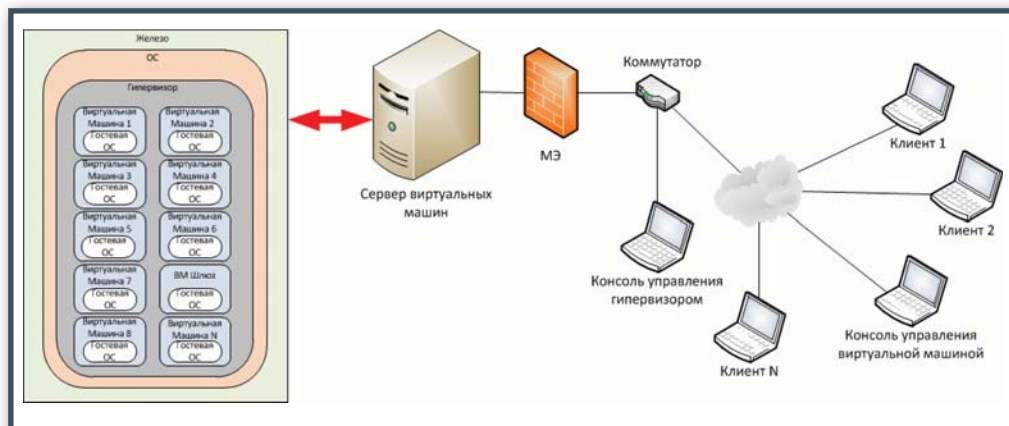 Железо
ОС
Гипервизор
Виртуальная
Машина 1
Гостевая
ОС
Виртуальная
Машина 2
Гостевая
ОС
Виртуальная
Машина 3
Гостевая
ОС
Виртуальная
Машина 4
Гостевая
ОС
Виртуальная
Машина 5
Гостевая
ОС
Виртуальная
Машина 6
Гостевая
ОС
Виртуальная
Машина 7
Гостевая
ОС
ВМ Шлюз
Гостевая
ОС
Виртуальная
Машина 8
Гостевая
ОС
Виртуальная
Машина N
Гостевая
ОС
Сервер виртуальных
машин
МЭ
Коммутатор
Консоль управления
гипервизором
Клиент 1
Клиент 2
Консоль управления
виртуальной машиной
Клиент N